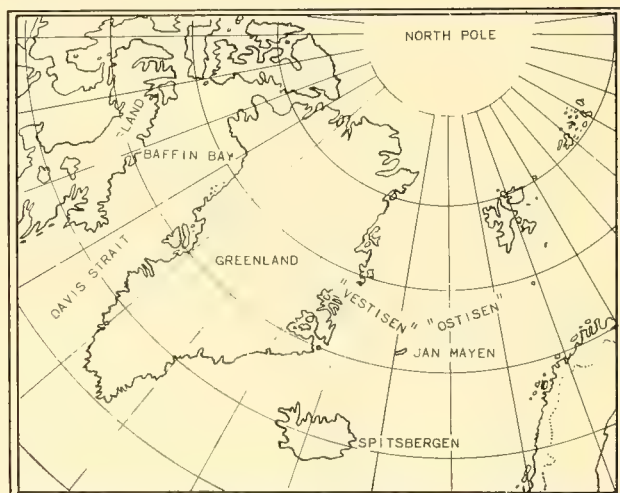 NORTH POLE
LAND
BAFFIN BAY
DAVIS STRAIT
GREENLAND
"VESTISEN" "OSTISEN"
JAN MAYEN
SPITSBERGEN